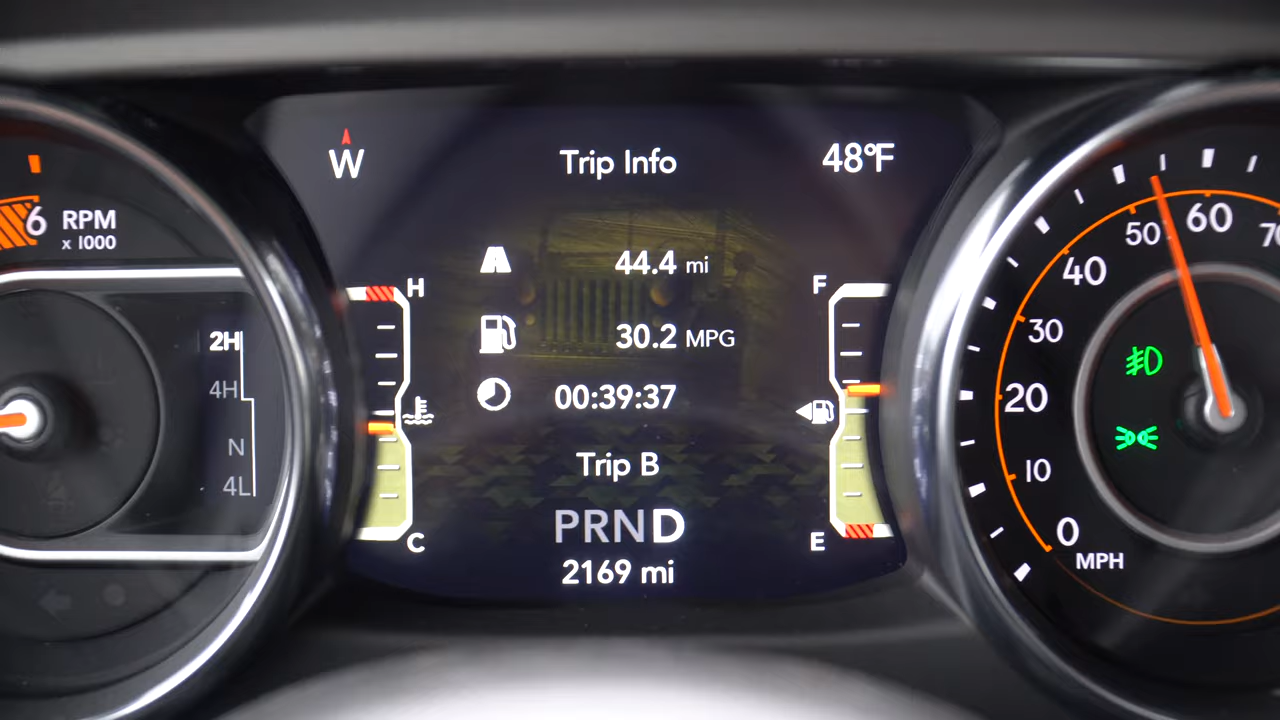 W
Trip Info
48°F
6
RPM
x 1000
2H
4H
N
4L
H
C
44.4 mi
30.2 MPG
00:39:37
Trip B
PRND
2169 mi
F
E
0
10
20
30
40
50
60
MPH